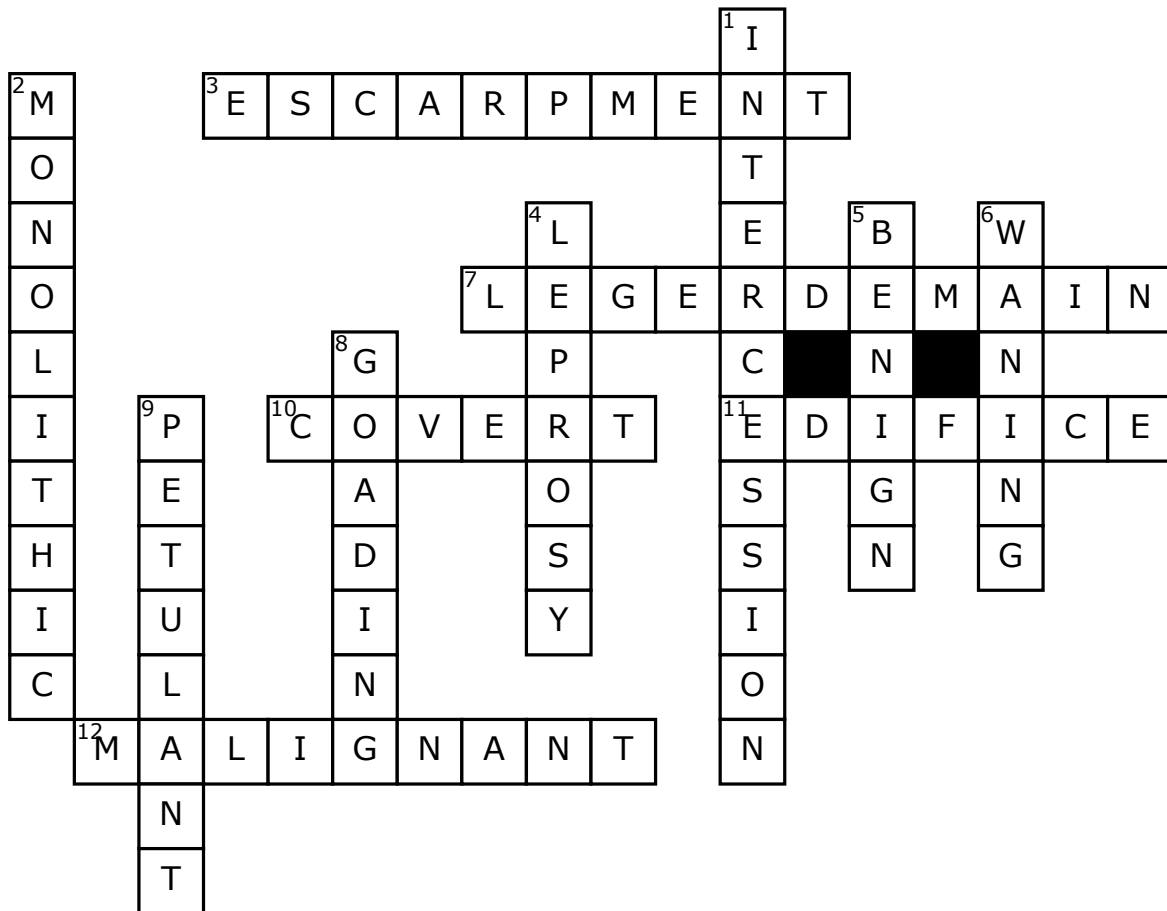 1 I
2 M 3 E S C A R P M E N T
O T
N 4 L E 5 B 6 W
O 7 L E G E R D E M A I N
L 8 G P C N N
I 9 P 10 C O V E R T 11 E D I F I C E
T E A O S G N
H T D S S N G
I U I Y I
C L N O
12 M A L I G N A N T N
N
T